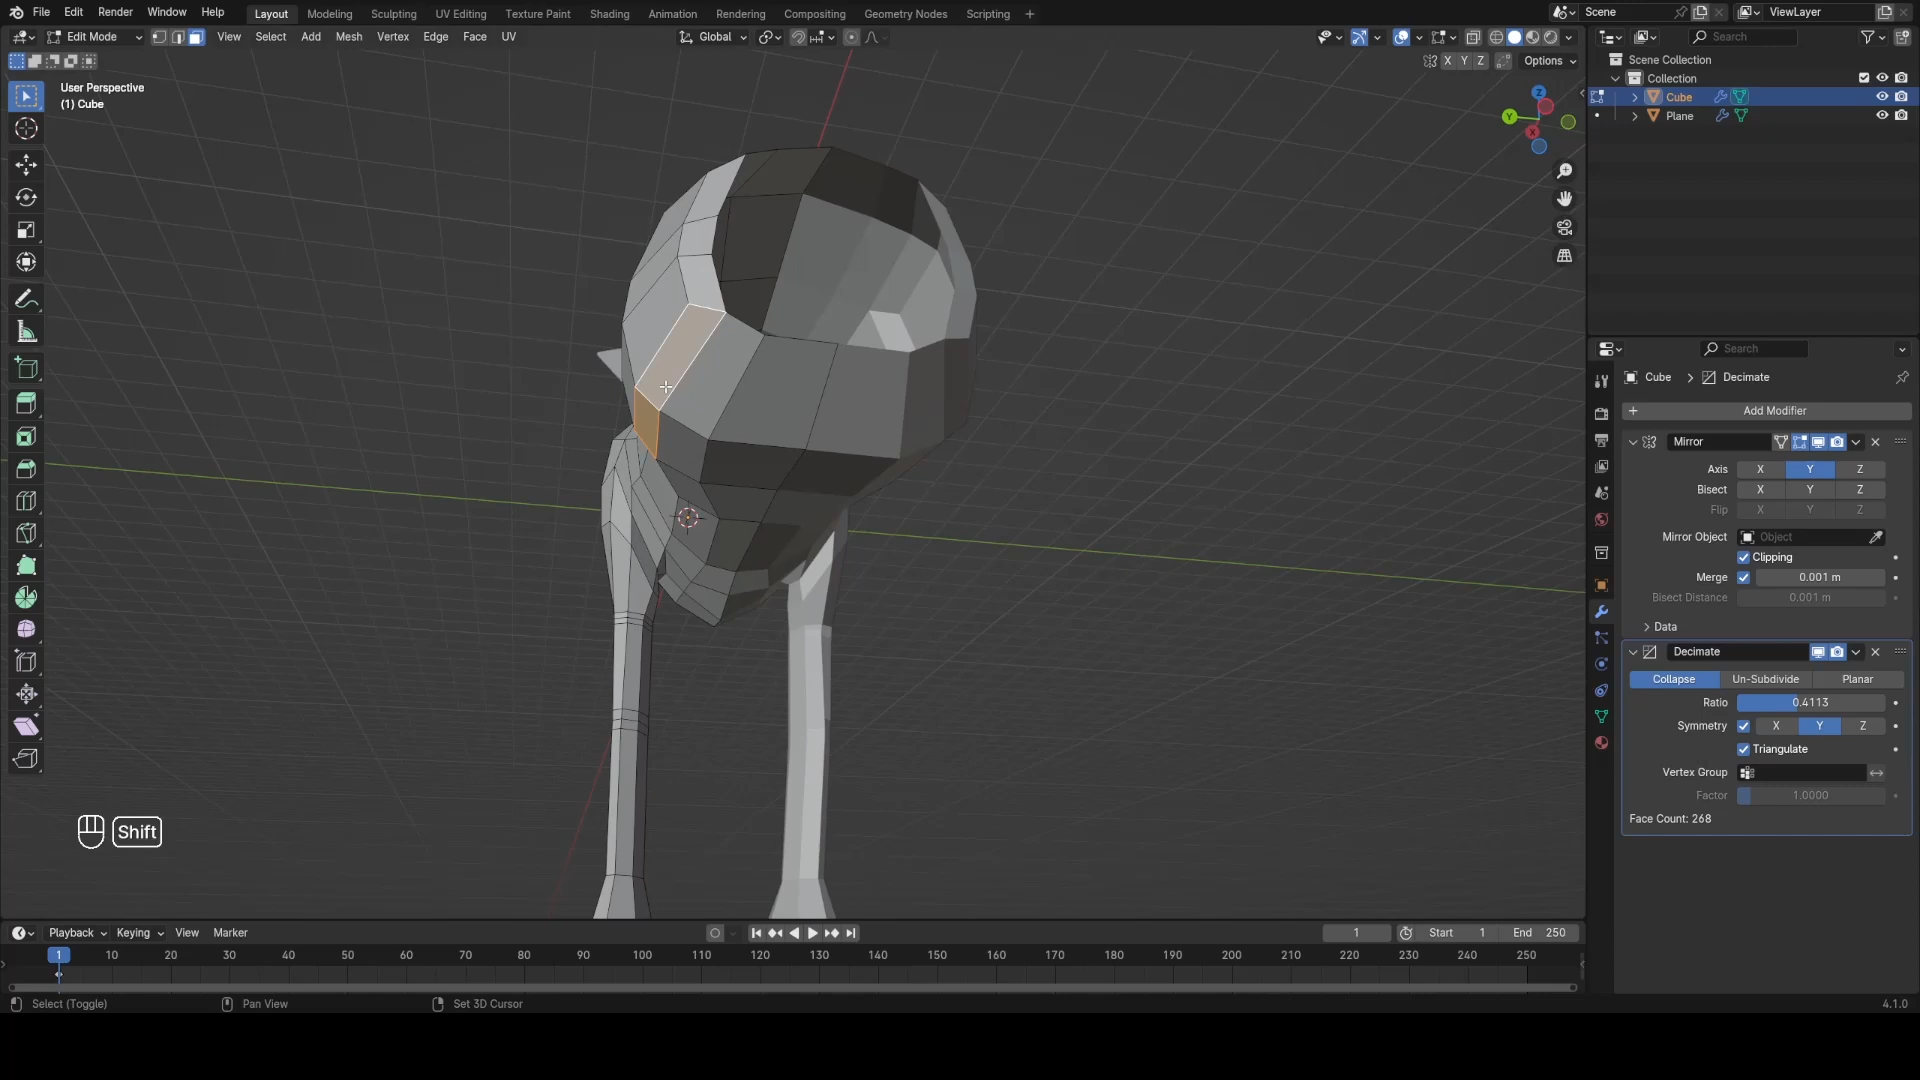 File Edit Render Window Help Layout Modeling Sculpting UV Editing Texture Paint Shading Animation Rendering Compositing Geometry Nodes Scripting + Scene ViewLayer
Edit Mode View Select Add Mesh Vertex Edge Face UV Global Search
X Y Z Options
User Perspective
(1) Cube
Scene Collection
Collection
Cube
Plane
Z
Y
X
Search
Cube > Decimate
+ Add Modifier
Mirror
Axis X Y Z
Bisect X Y Z
Flip X Y Z
Mirror Object Object
Clipping
Merge 0.001 m
Bisect Distance 0.001 m
Data
Decimate
Collapse Un-Subdivide Planar
Ratio 0.4113
Symmetry X Y Z
Triangulate
Vertex Group
Factor 1.0000
Face Count: 268
Shift
Playback Keying View Marker 1 Start 1 End 250
1 10 20 30 40 50 60 70 80 90 100 110 120 130 140 150 160 170 180 190 200 210 220 230 240 250
Select (Toggle) Pan View Set 3D Cursor 4.1.0